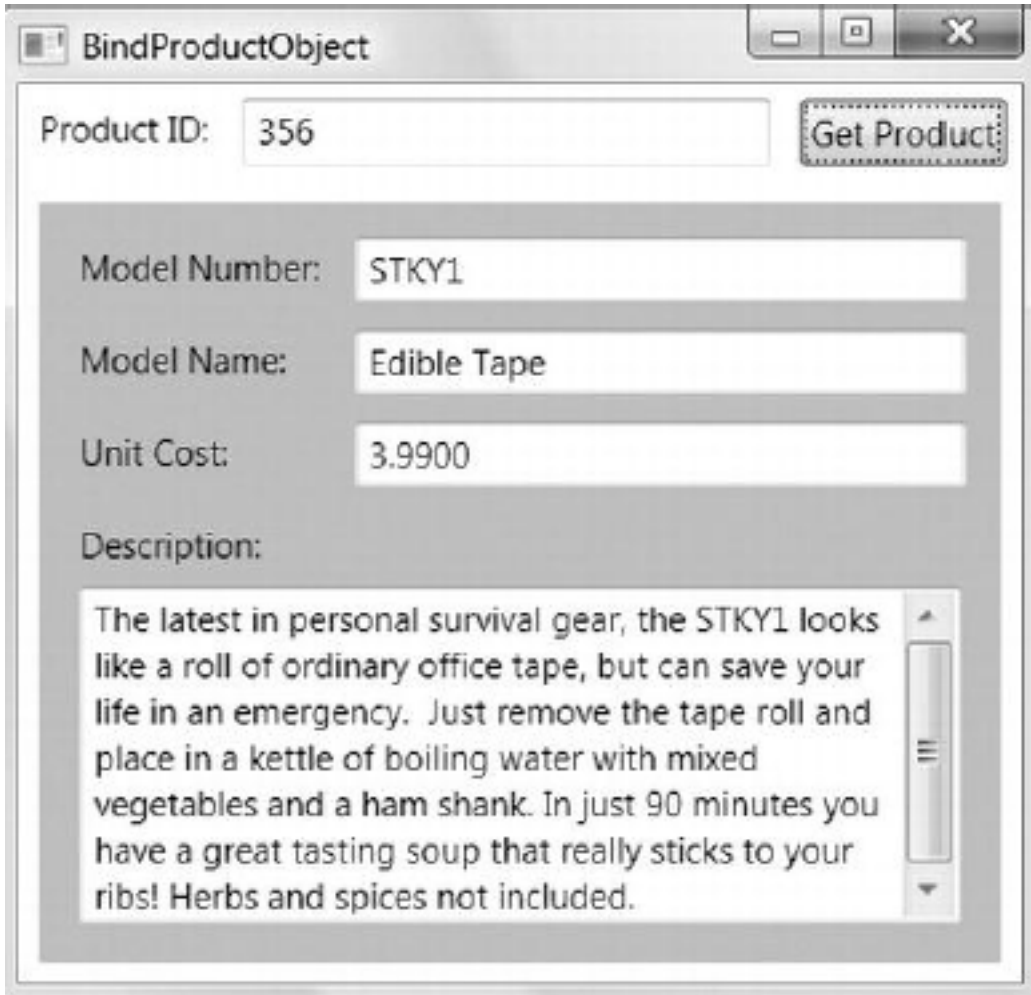 BindProductObject
Product ID: 356 Get Product
Model Number: STKY1
Model Name: Edible Tape
Unit Cost: 3.9900
Description:
The latest in personal survival gear, the STKY1 looks
like a roll of ordinary office tape, but can save your
life in an emergency.  Just remove the tape roll and
place in a kettle of boiling water with mixed
vegetables and a ham shank. In just 90 minutes you
have a great tasting soup that really sticks to your
ribs! Herbs and spices not included.